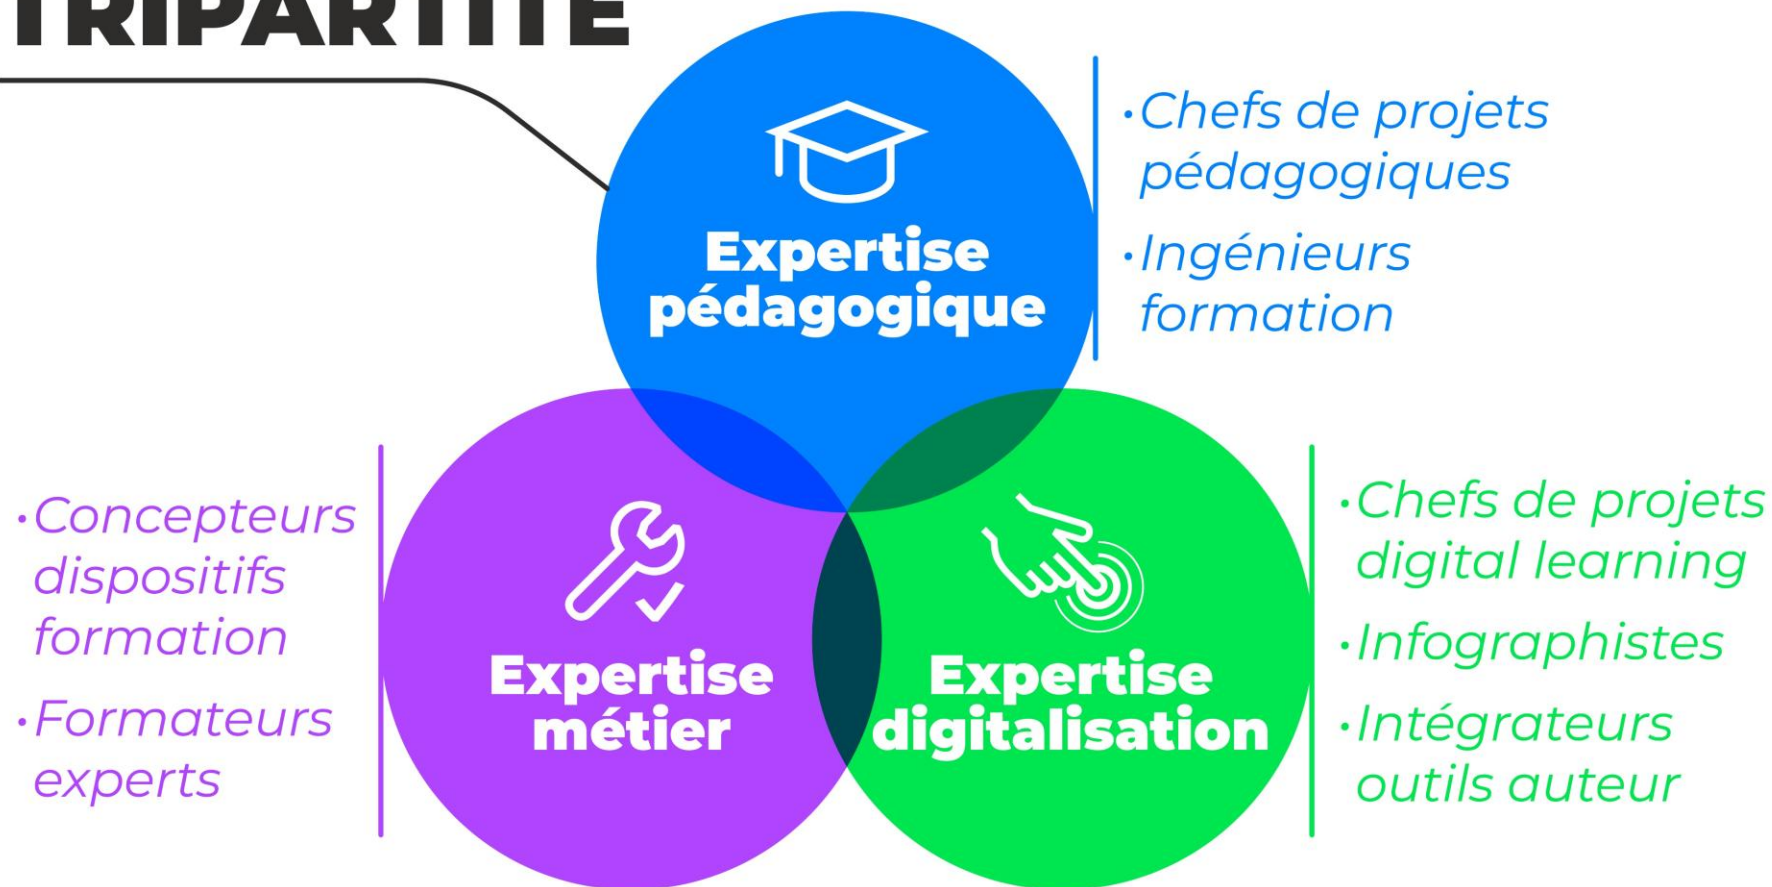 TRIPARTITE
Expertise
pédagogique
·Chefs de projets
pédagogiques
·Ingénieurs
formation
·Concepteurs
dispositifs
formation
·Formateurs
experts
Expertise
métier
Expertise
digitalisation
·Chefs de projets
digital learning
·Infographistes
·Intégrateurs
outils auteur